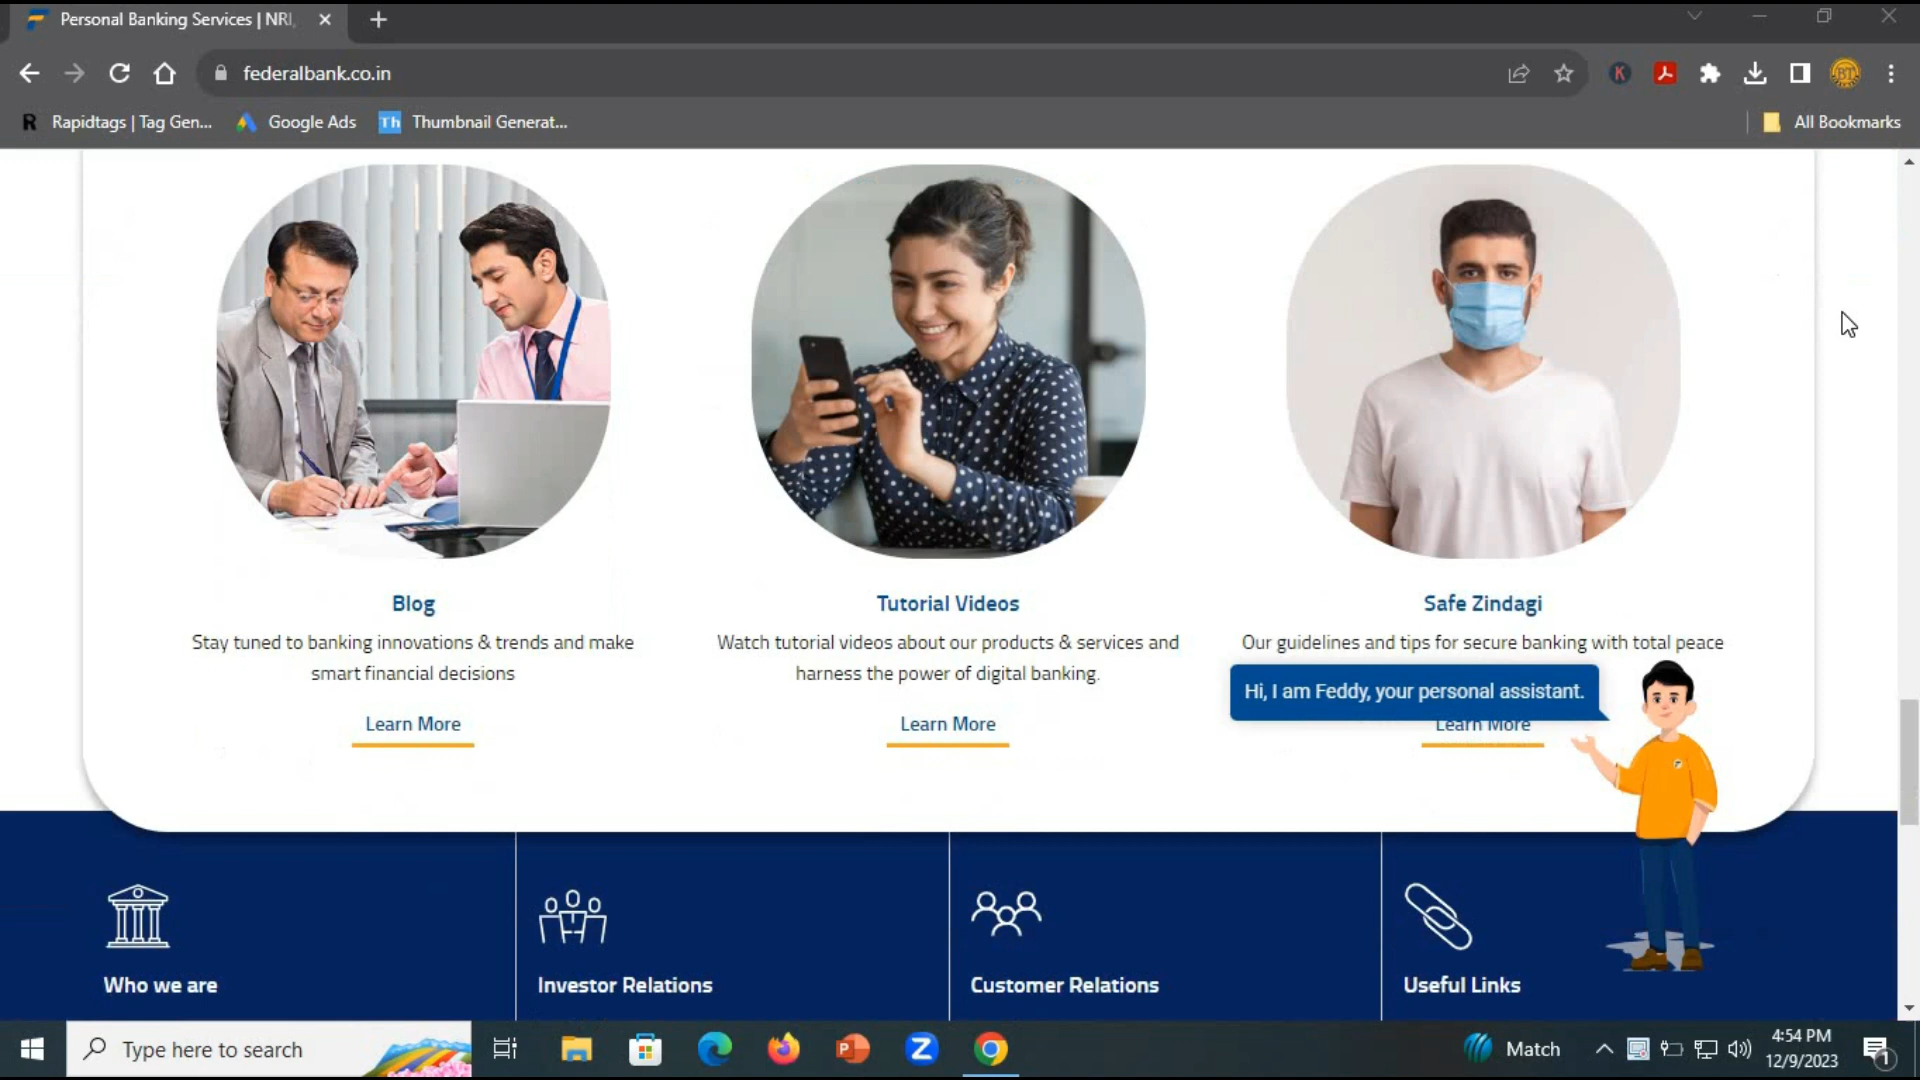 Personal Banking Services | NRI,
federalbank.co.in
K
BT
R Rapidtags | Tag Gen...
Google Ads
Th Thumbnail Generat...
All Bookmarks
Blog
Stay tuned to banking innovations & trends and make
smart financial decisions
Learn More
Tutorial Videos
Watch tutorial videos about our products & services and
harness the power of digital banking.
Learn More
Safe Zindagi
Our guidelines and tips for secure banking with total peace
Hi, I am Feddy, your personal assistant.
Learn More
Who we are
Investor Relations
Customer Relations
Useful Links
Type here to search
Match
4:54 PM
12/9/2023
1